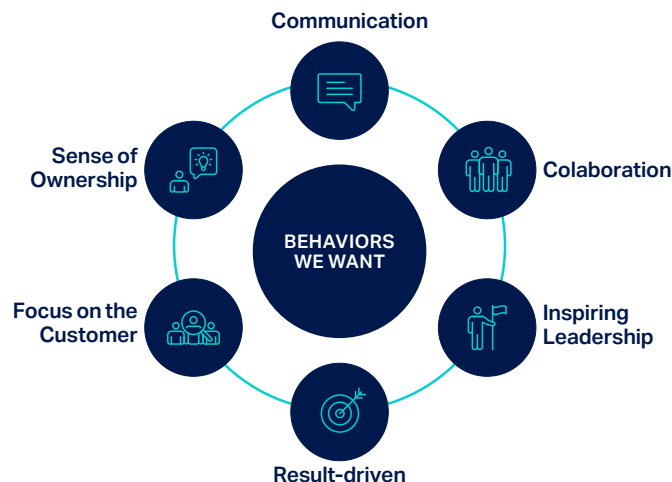 Communication
Sense of
Ownership
Colaboration
BEHAVIORS
WE WANT
Focus on the
Customer
Inspiring
Leadership
Result-driven